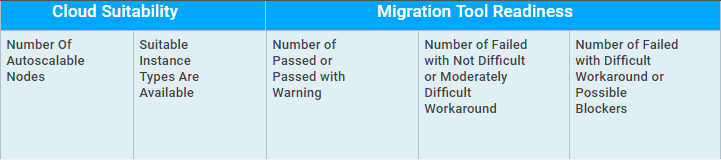 Cloud Suitability
Migration Tool Readiness
Number Of
Autoscalable
Nodes
Suitable
Instance
Types Are
Available
Number of
Passed or
Passed with
Warning
Number of Failed
with Not Difficult
or Moderately
Difficult
Workaround
Number of Failed
with Difficult
Workaround or
Possible
Blockers